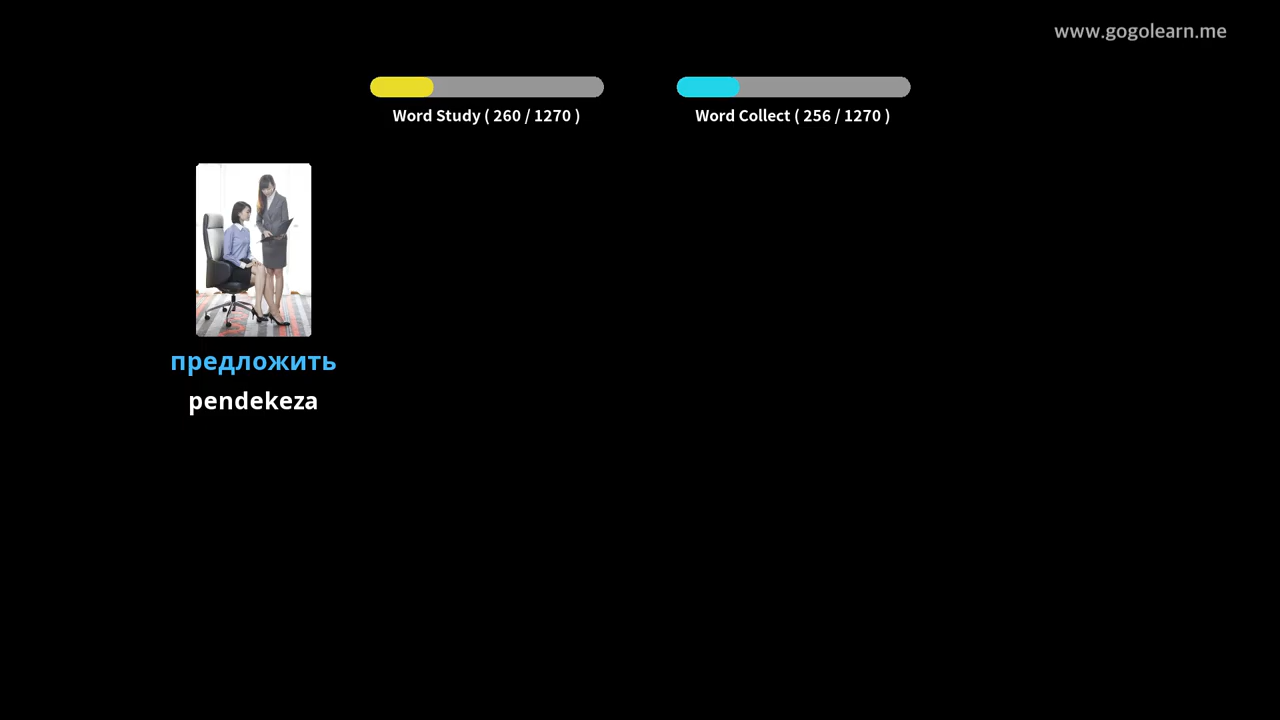 www.gogolearn.me
Word Study ( 260 / 1270 )
Word Collect ( 256 / 1270 )
предложить
pendekeza